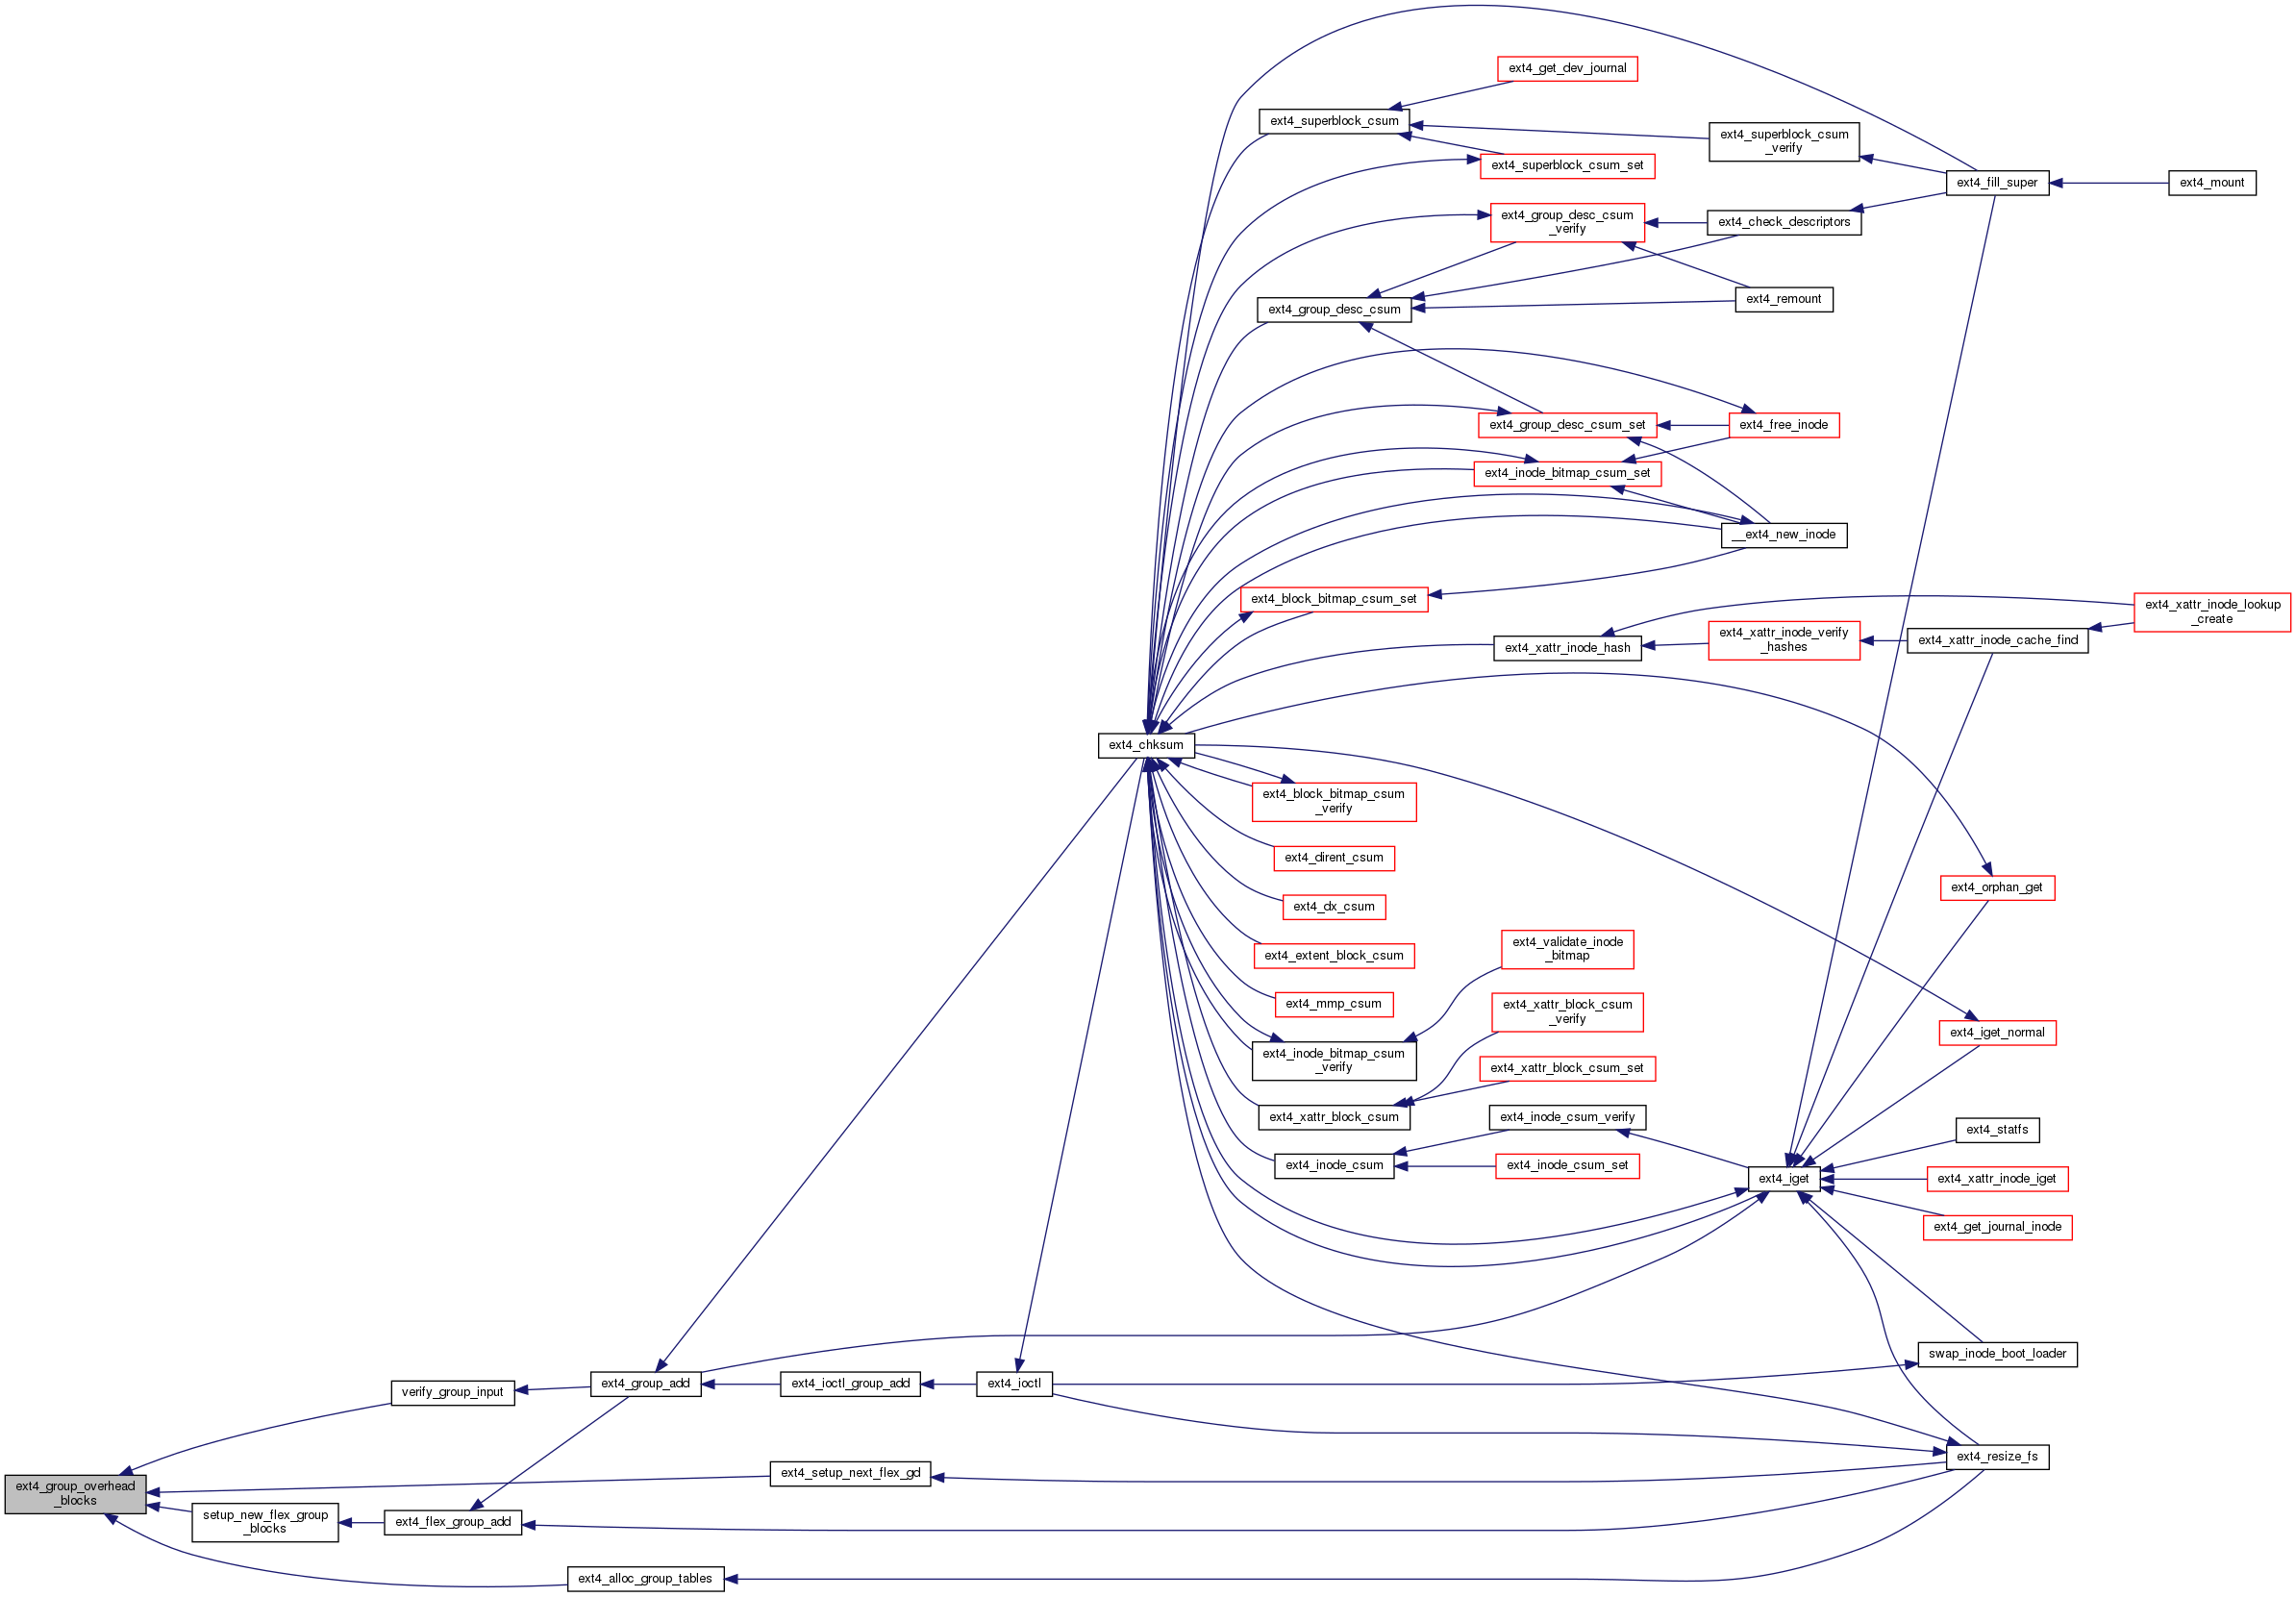 ext4_get_dev_journal
ext4_superblock_csum
ext4_superblock_csum
_verify
ext4_superblock_csum_set
ext4_fill_super
ext4_mount
ext4_group_desc_csum
_verify
ext4_check_descriptors
ext4_remount
ext4_group_desc_csum
ext4_group_desc_csum_set
ext4_free_inode
ext4_inode_bitmap_csum_set
__ext4_new_inode
ext4_block_bitmap_csum_set
ext4_xattr_inode_lookup
_create
ext4_xattr_inode_hash
ext4_xattr_inode_verify
_hashes
ext4_xattr_inode_cache_find
ext4_chksum
ext4_block_bitmap_csum
_verify
ext4_dirent_csum
ext4_orphan_get
ext4_dx_csum
ext4_extent_block_csum
ext4_validate_inode
_bitmap
ext4_mmp_csum
ext4_xattr_block_csum
_verify
ext4_iget_normal
ext4_inode_bitmap_csum
_verify
ext4_xattr_block_csum_set
ext4_xattr_block_csum
ext4_inode_csum_verify
ext4_statfs
ext4_inode_csum
ext4_inode_csum_set
ext4_iget
ext4_xattr_inode_iget
ext4_get_journal_inode
swap_inode_boot_loader
verify_group_input
ext4_group_add
ext4_ioctl_group_add
ext4_ioctl
ext4_resize_fs
ext4_group_overhead
_blocks
ext4_setup_next_flex_gd
setup_new_flex_group
_blocks
ext4_flex_group_add
ext4_alloc_group_tables